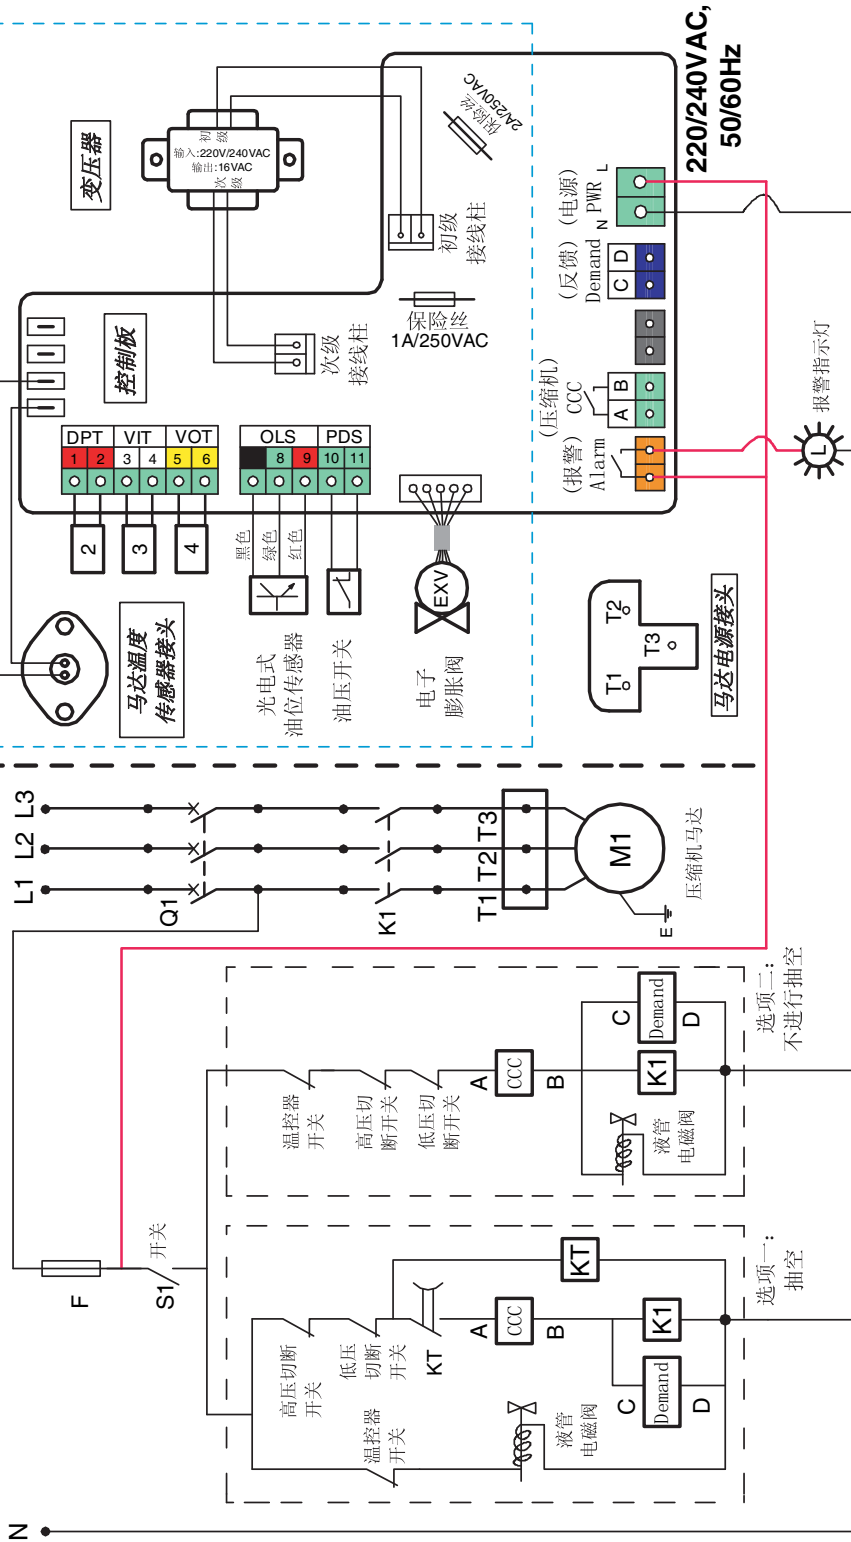 220/240VAC,
50/60Hz
变压器
初
级
输入:220V/240VAC
输出:16VAC
次
级
保险丝
2A/250VAC
初级
接线柱
控制板
次级
接线柱
保险丝
1A/250VAC
(电源)
PWR
L
N
(反馈)
Demand
C D
(压缩机)
CCC
A B
(报警)
Alarm
报警指示灯
L
DPT VIT VOT
1 2 3 4 5 6
OLS PDS
8 9 10 11
2
3
4
黑色
绿色
红色
EXV
马达温度
传感器接头
光电式
油位传感器
油压开关
电子
膨胀阀
T1 T2
T3
马达电源接头
L1 L2 L3
Q1
K1
T1 T2 T3
M1
E
压缩机马达
F
S1
开关
温控器
开关
高压切
断开关
低压切
断开关
A
CCC
B
C
Demand
D
K1
液管
电磁阀
选项二:
不进行抽空
高压切断
开关
低压
切断
开关
KT
KT
温控器
开关
A
CCC
B
K1
C
Demand
D
液管
电磁阀
选项一:
抽空
N